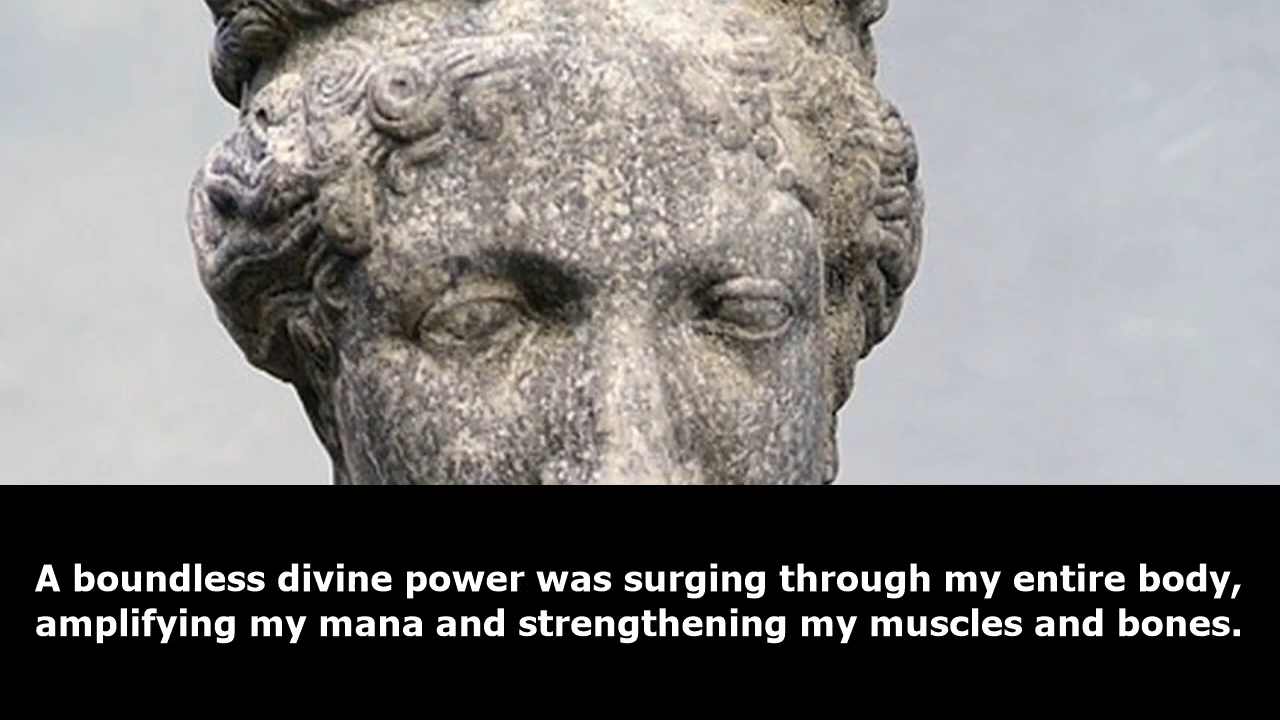 A boundless divine power was surging through my entire body,
amplifying my mana and strengthening my muscles and bones.